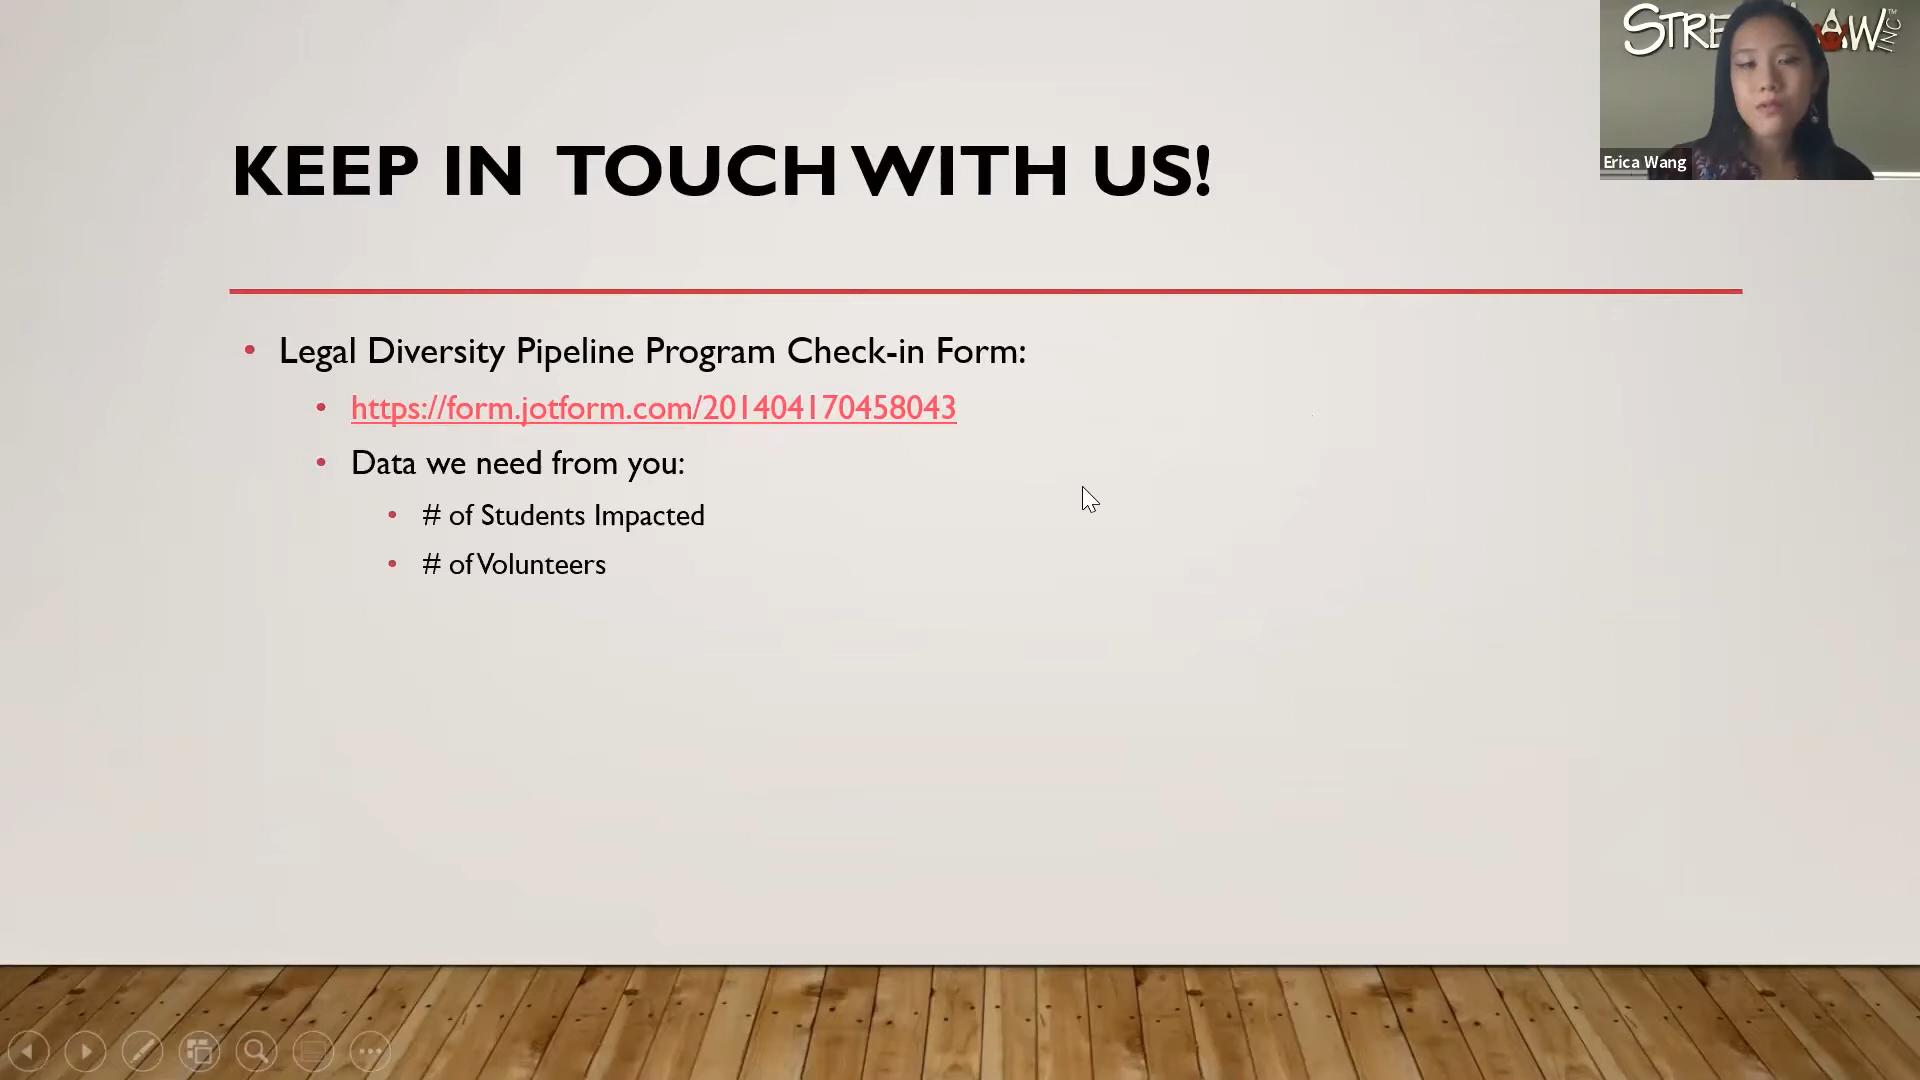 KEEP IN TOUCH WITH US!
Legal Diversity Pipeline Program Check-in Form:
https://form.jotform.com/201404170458043
Data we need from you:
# of Students Impacted
# of Volunteers
Erica Wang
INC